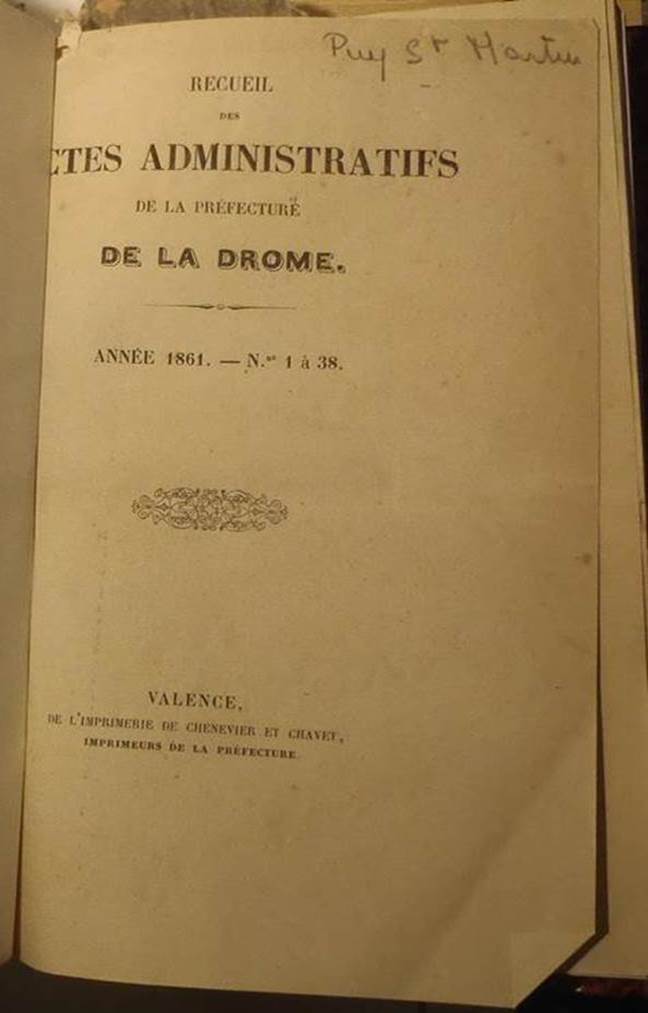 Puy St Martin
RECUEIL
DES
CTES ADMINISTRATIFS
DE LA PRÉFECTURE
DE LA DROME.
ANNÉE 1861. — N.os 1 à 38.
VALENCE,
DE L'IMPRIMERIE DE CHENEVIER ET CHAVET,
IMPRIMEURS DE LA PRÉFECTURE